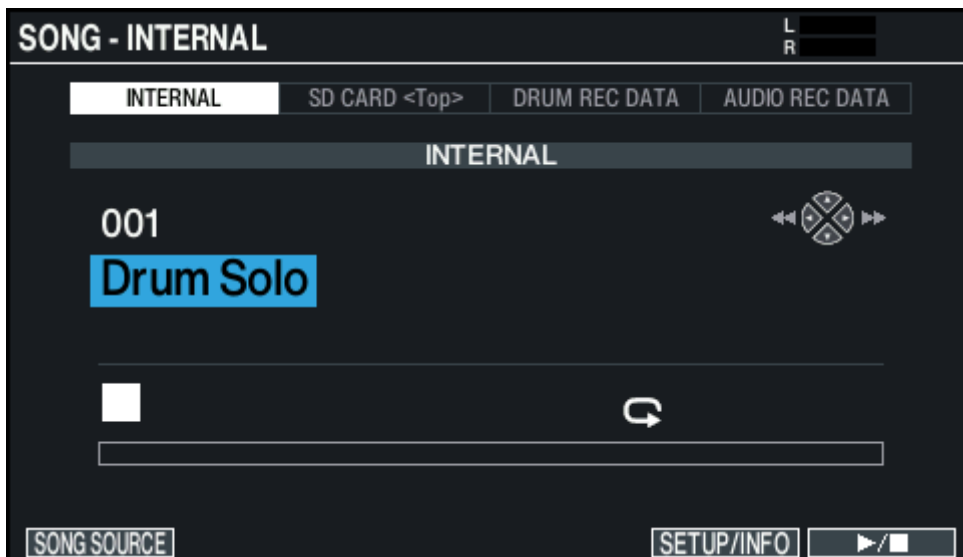 SONG - INTERNAL
L
R
INTERNAL SD CARD <Top> DRUM REC DATA AUDIO REC DATA
INTERNAL
001
Drum Solo
SONG SOURCE SETUP/INFO ▶/■